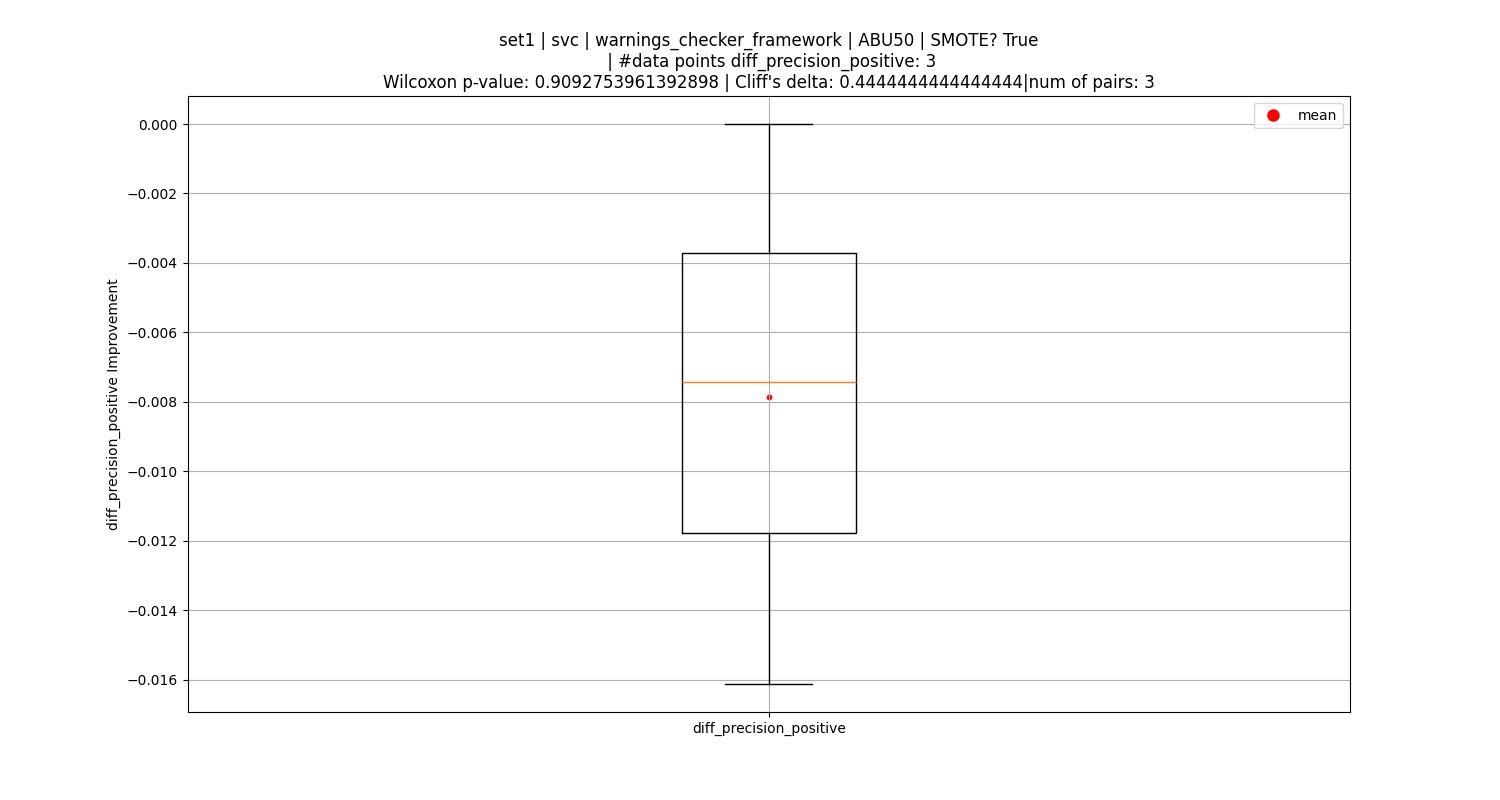 set1 | svc | warnings_checker_framework | ABU50 | SMOTE? True
| #data points diff_precision_positive: 3
Wilcoxon p-value: 0.9092753961392898 | Cliff's delta: 0.4444444444444444|num of pairs: 3
mean
0.000
−0.002
−0.004
−0.006
−0.008
−0.010
−0.012
−0.014
−0.016
diff_precision_positive Improvement
diff_precision_positive